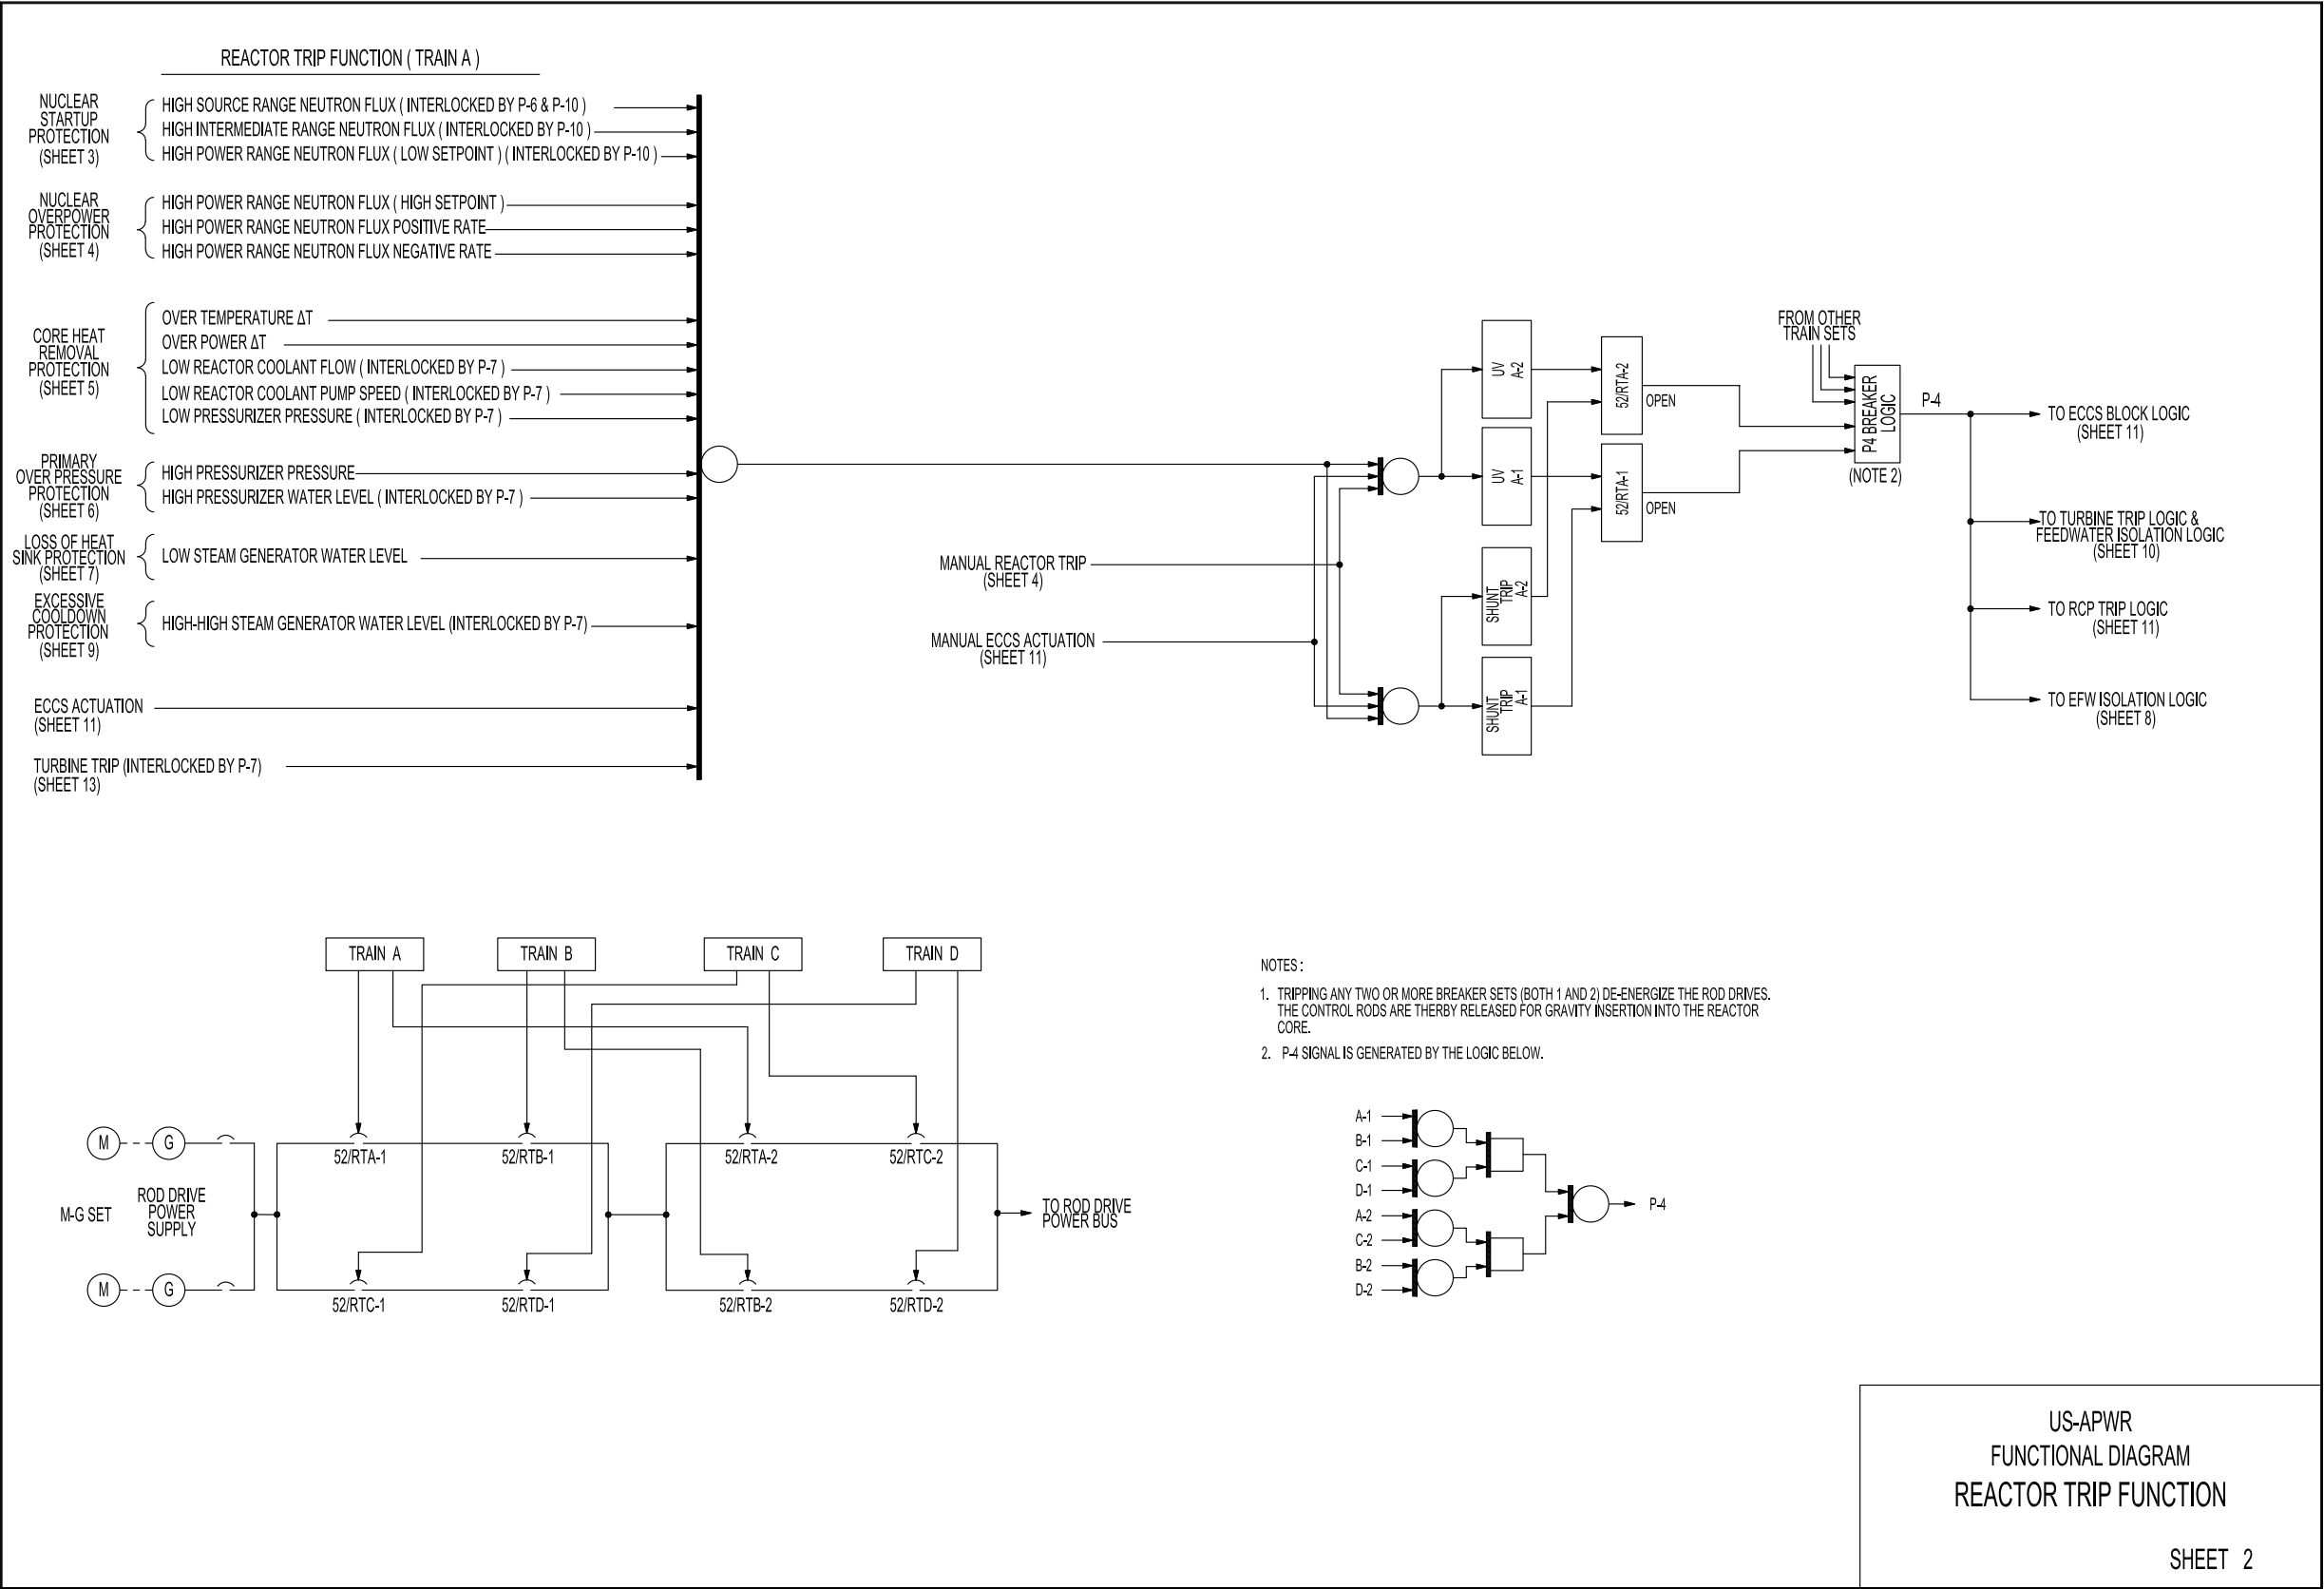 REACTOR TRIP FUNCTION ( TRAIN A )
NUCLEAR
STARTUP
PROTECTION
(SHEET 3)
HIGH SOURCE RANGE NEUTRON FLUX ( INTERLOCKED BY P-6 & P-10 )
HIGH INTERMEDIATE RANGE NEUTRON FLUX ( INTERLOCKED BY P-10 )
HIGH POWER RANGE NEUTRON FLUX ( LOW SETPOINT ) ( INTERLOCKED BY P-10 )
NUCLEAR
OVERPOWER
PROTECTION
(SHEET 4)
HIGH POWER RANGE NEUTRON FLUX ( HIGH SETPOINT )
HIGH POWER RANGE NEUTRON FLUX POSITIVE RATE
HIGH POWER RANGE NEUTRON FLUX NEGATIVE RATE
CORE HEAT
REMOVAL
PROTECTION
(SHEET 5)
OVER TEMPERATURE ΔT
OVER POWER ΔT
LOW REACTOR COOLANT FLOW ( INTERLOCKED BY P-7 )
LOW REACTOR COOLANT PUMP SPEED ( INTERLOCKED BY P-7 )
LOW PRESSURIZER PRESSURE ( INTERLOCKED BY P-7 )
PRIMARY
OVER PRESSURE
PROTECTION
(SHEET 6)
HIGH PRESSURIZER PRESSURE
HIGH PRESSURIZER WATER LEVEL ( INTERLOCKED BY P-7 )
LOSS OF HEAT
SINK PROTECTION
(SHEET 7)
LOW STEAM GENERATOR WATER LEVEL
EXCESSIVE
COOLDOWN
PROTECTION
(SHEET 9)
HIGH-HIGH STEAM GENERATOR WATER LEVEL (INTERLOCKED BY P-7)
ECCS ACTUATION
(SHEET 11)
TURBINE TRIP (INTERLOCKED BY P-7)
(SHEET 13)
MANUAL REACTOR TRIP
(SHEET 4)
MANUAL ECCS ACTUATION
(SHEET 11)
UV
A-2
UV
A-1
SHUNT
TRIP
A-2
SHUNT
TRIP
A-1
52/RTA-2
OPEN
52/RTA-1
OPEN
FROM OTHER
TRAIN SETS
P4 BREAKER
LOGIC
(NOTE 2)
P-4
TO ECCS BLOCK LOGIC
(SHEET 11)
TO TURBINE TRIP LOGIC &
FEEDWATER ISOLATION LOGIC
(SHEET 10)
TO RCP TRIP LOGIC
(SHEET 11)
TO EFW ISOLATION LOGIC
(SHEET 8)
TRAIN A
TRAIN B
TRAIN C
TRAIN D
M
G
52/RTA-1
52/RTB-1
52/RTA-2
52/RTC-2
M-G SET
ROD DRIVE
POWER
SUPPLY
TO ROD DRIVE
POWER BUS
M
G
52/RTC-1
52/RTD-1
52/RTB-2
52/RTD-2
NOTES :
1. TRIPPING ANY TWO OR MORE BREAKER SETS (BOTH 1 AND 2) DE-ENERGIZE THE ROD DRIVES.
THE CONTROL RODS ARE THERBY RELEASED FOR GRAVITY INSERTION INTO THE REACTOR
CORE.
2. P-4 SIGNAL IS GENERATED BY THE LOGIC BELOW.
A-1
B-1
C-1
D-1
A-2
C-2
B-2
D-2
P-4
US-APWR
FUNCTIONAL DIAGRAM
REACTOR TRIP FUNCTION
SHEET 2